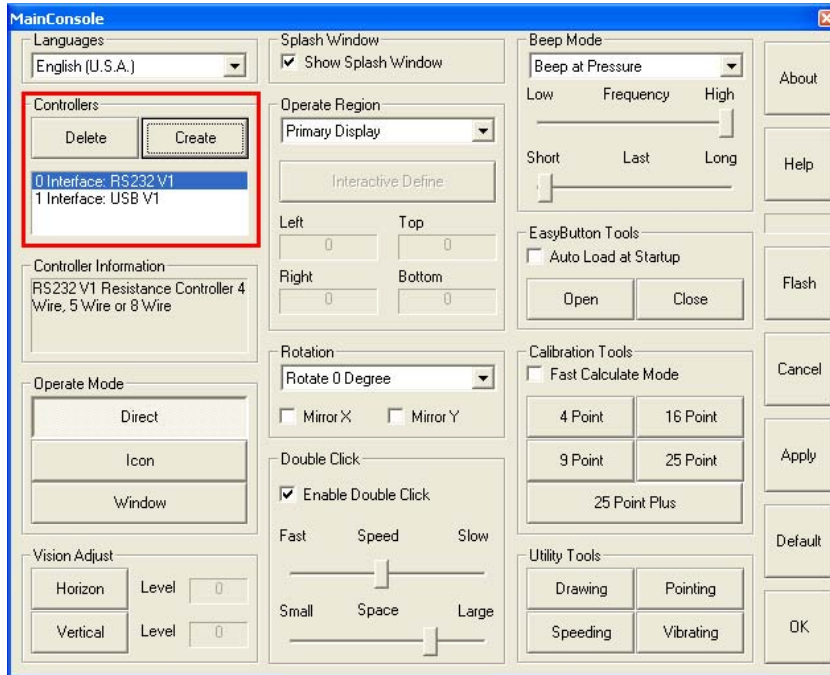 MainConsole
Languages
English (U.S.A.)
Controllers
Delete
Create
0 Interface: RS232 V1
1 Interface: USB V1
Controller Information
RS232 V1 Resistance Controller 4
Wire, 5 Wire or 8 Wire
Operate Mode
Direct
Icon
Window
Vision Adjust
Horizon
Level
0
Vertical
Level
0
Splash Window
Show Splash Window
Operate Region
Primary Display
Interactive Define
Left
Top
0
0
Right
Bottom
0
0
Rotation
Rotate 0 Degree
Mirror X
Mirror Y
Double Click
Enable Double Click
Fast
Speed
Slow
Small
Space
Large
Beep Mode
Beep at Pressure
Low
Frequency
High
Short
Last
Long
EasyButton Tools
Auto Load at Startup
Open
Close
Calibration Tools
Fast Calculate Mode
4 Point
16 Point
9 Point
25 Point
25 Point Plus
Utility Tools
Drawing
Pointing
Speeding
Vibrating
About
Help
Flash
Cancel
Apply
Default
OK